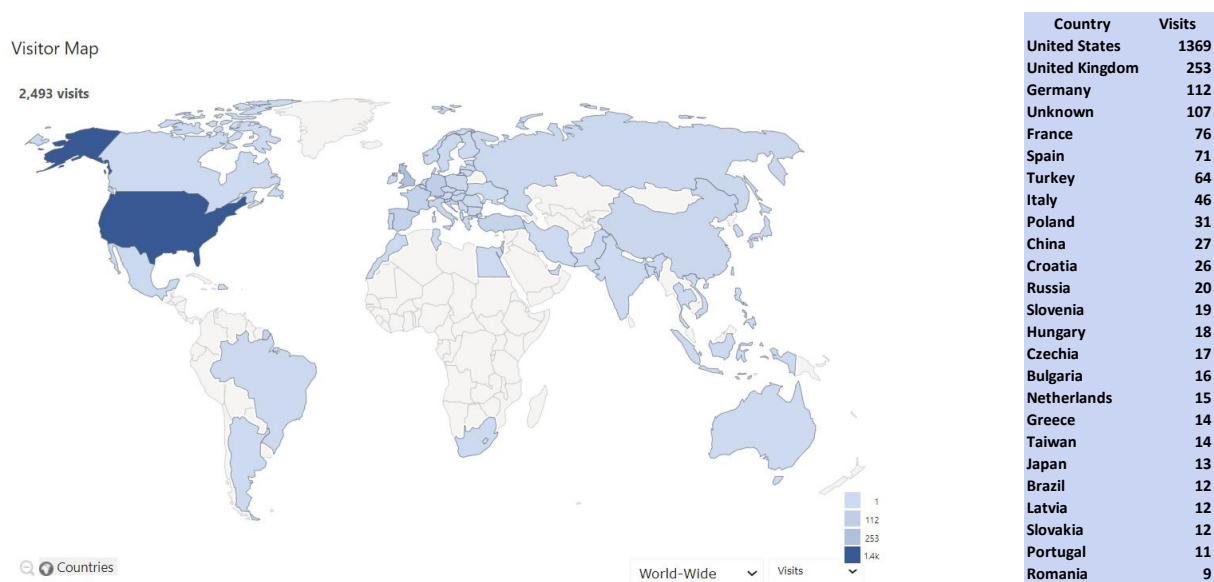 Visitor Map
2,493 visits
1
112
253
1.4k
Countries
World-Wide
Visits
Country Visits
United States 1369
United Kingdom 253
Germany 112
Unknown 107
France 76
Spain 71
Turkey 64
Italy 46
Poland 31
China 27
Croatia 26
Russia 20
Slovenia 19
Hungary 18
Czechia 17
Bulgaria 16
Netherlands 15
Greece 14
Taiwan 14
Japan 13
Brazil 12
Latvia 12
Slovakia 12
Portugal 11
Romania 9